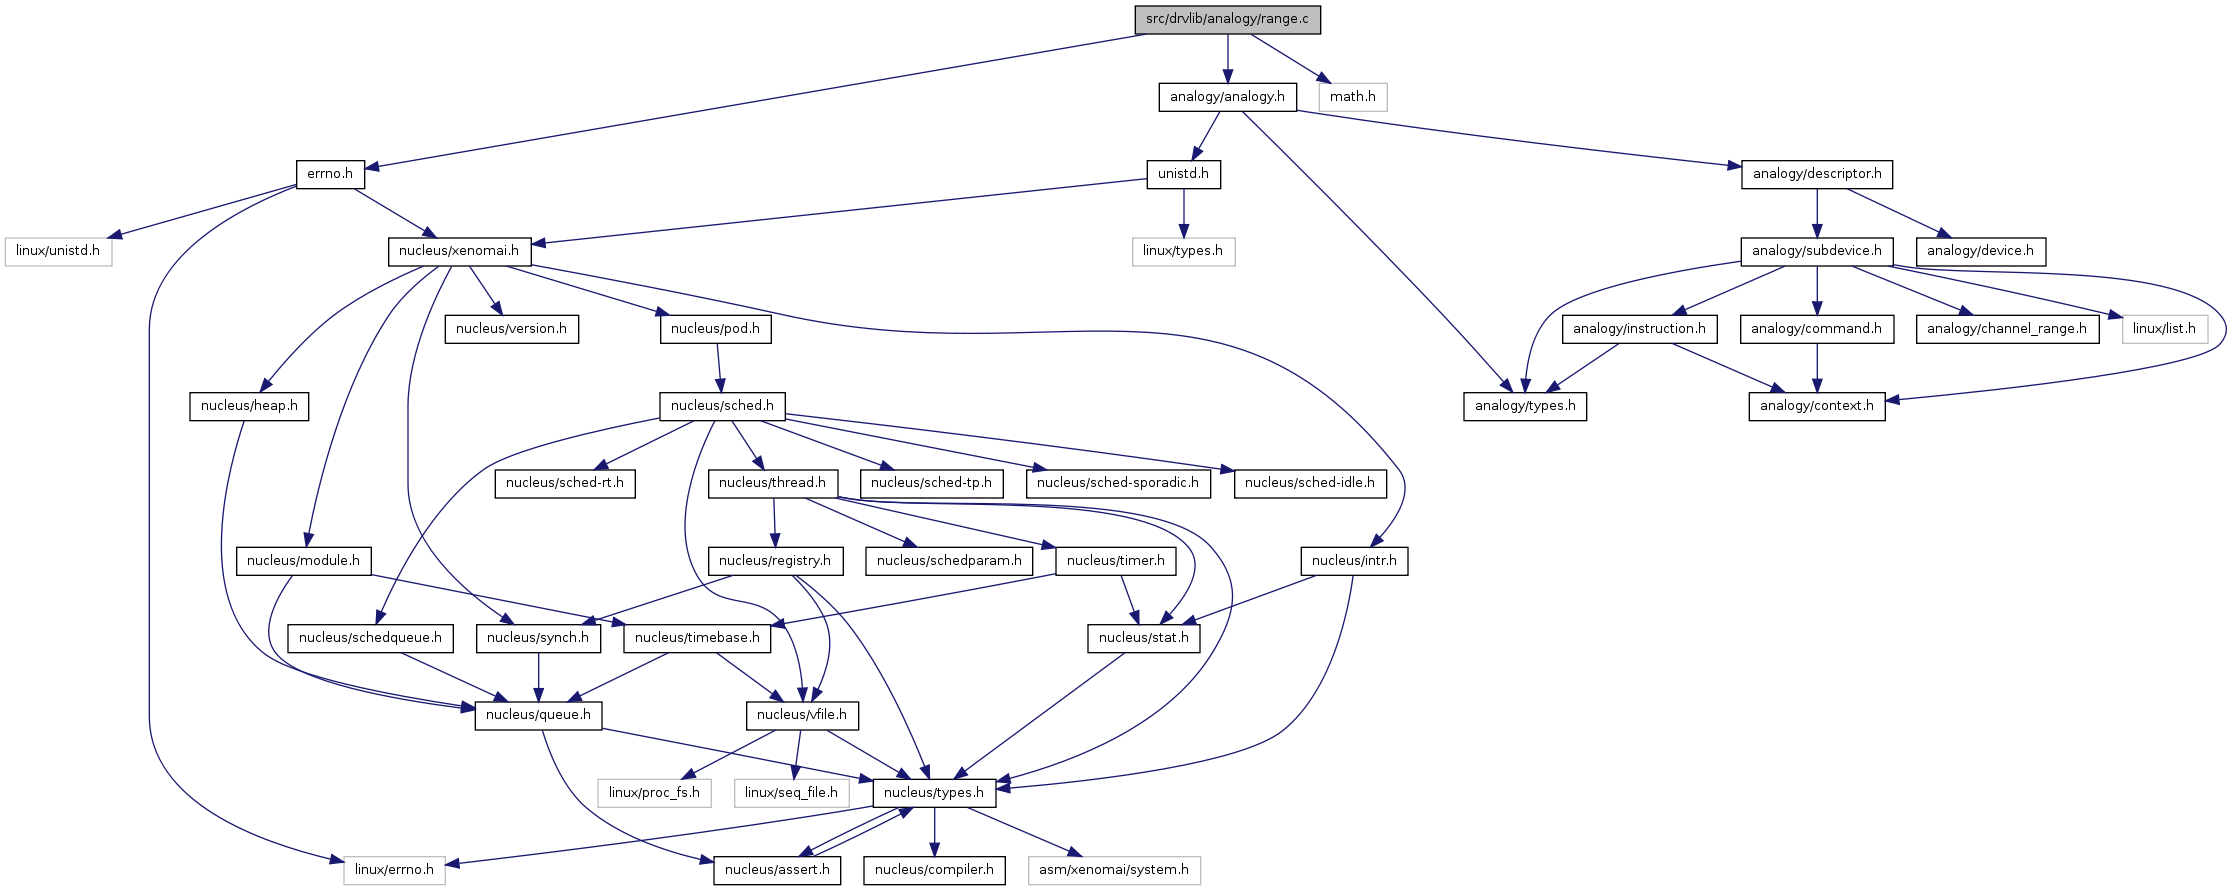 src/drvlib/analogy/range.c
analogy/analogy.h
math.h
errno.h
unistd.h
analogy/descriptor.h
linux/unistd.h
nucleus/xenomai.h
linux/types.h
analogy/subdevice.h
analogy/device.h
nucleus/version.h
nucleus/pod.h
analogy/instruction.h
analogy/command.h
analogy/channel_range.h
linux/list.h
nucleus/heap.h
nucleus/sched.h
analogy/types.h
analogy/context.h
nucleus/sched-rt.h
nucleus/thread.h
nucleus/sched-tp.h
nucleus/sched-sporadic.h
nucleus/sched-idle.h
nucleus/module.h
nucleus/registry.h
nucleus/schedparam.h
nucleus/timer.h
nucleus/intr.h
nucleus/schedqueue.h
nucleus/synch.h
nucleus/timebase.h
nucleus/stat.h
nucleus/queue.h
nucleus/vfile.h
linux/proc_fs.h
linux/seq_file.h
nucleus/types.h
linux/errno.h
nucleus/assert.h
nucleus/compiler.h
asm/xenomai/system.h